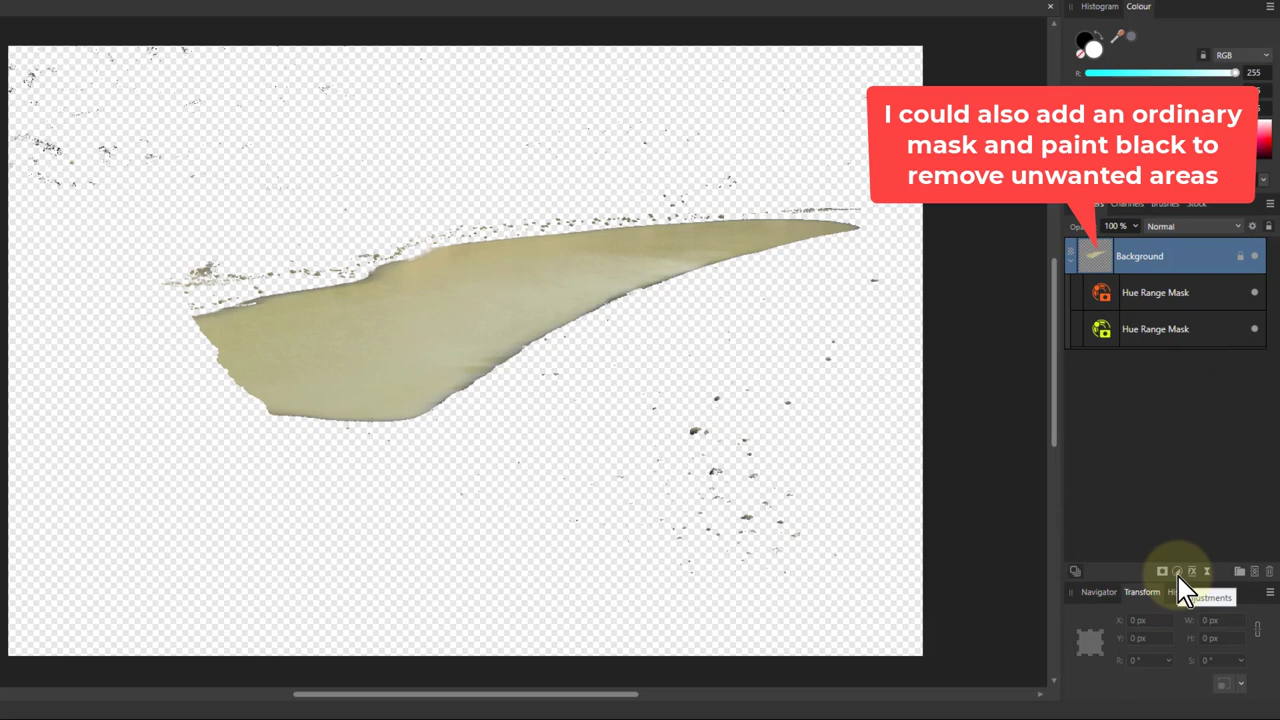 Histogram Colour
RGB
R: 255
I could also add an ordinary
mask and paint black to
remove unwanted areas
Channels Brushes Stock
100 % Normal
Background
Hue Range Mask
Hue Range Mask
Navigator Transform
X: 0 px W: 0 px
Y: 0 px H: 0 px
R: 0 ° S: 0 °